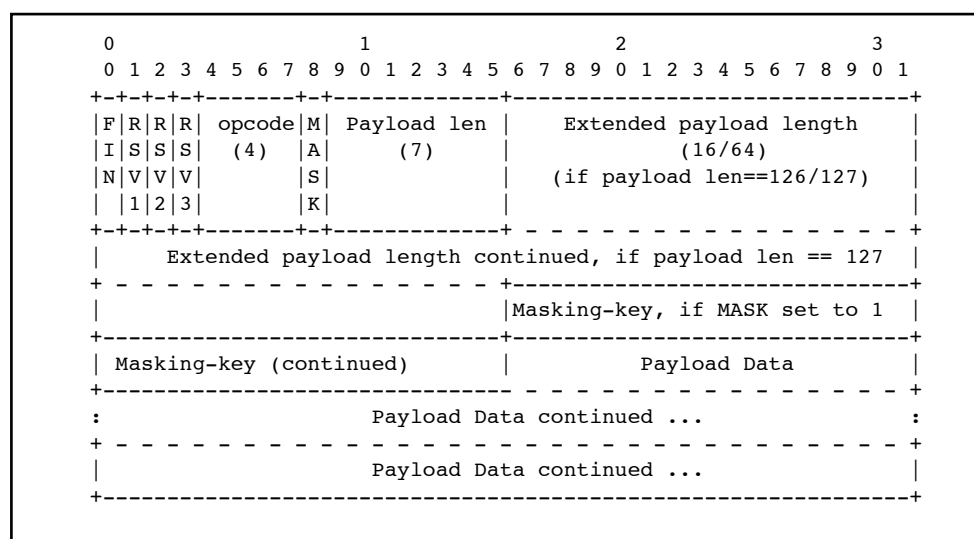 0                   1                   2                   3
 0 1 2 3 4 5 6 7 8 9 0 1 2 3 4 5 6 7 8 9 0 1 2 3 4 5 6 7 8 9 0 1
+-+-+-+-+-------+-+-------------+-------------------------------+
|F|R|R|R| opcode|M| Payload len |    Extended payload length    |
|I|S|S|S|  (4)  |A|     (7)     |             (16/64)           |
|N|V|V|V|       |S|             |   (if payload len==126/127)   |
| |1|2|3|       |K|             |                               |
+-+-+-+-+-------+-+-------------+ - - - - - - - - - - - - - - - +
|     Extended payload length continued, if payload len == 127  |
+ - - - - - - - - - - - - - - - +-------------------------------+
|                               |Masking-key, if MASK set to 1  |
+-------------------------------+-------------------------------+
| Masking-key (continued)       |          Payload Data         |
+-------------------------------- - - - - - - - - - - - - - - - +
:                     Payload Data continued ...                :
+ - - - - - - - - - - - - - - - - - - - - - - - - - - - - - - - +
|                     Payload Data continued ...                |
+---------------------------------------------------------------+